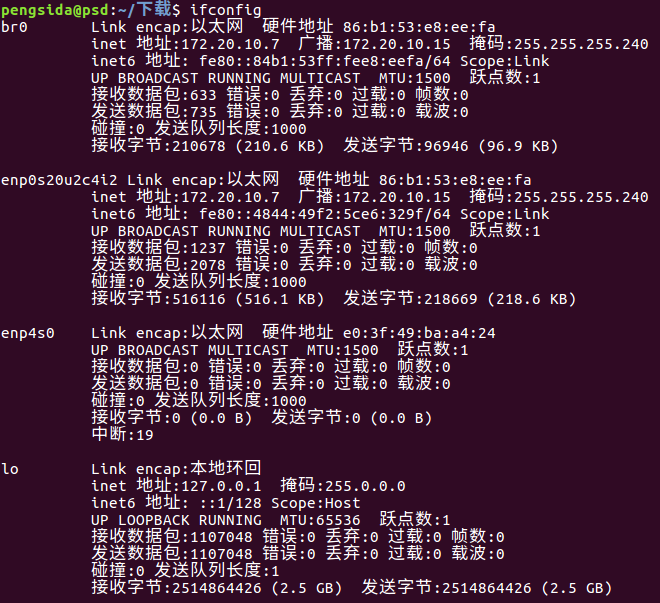 pengsida@psd:~/下载$ ifconfig
br0       Link encap:以太网  硬件地址 86:b1:53:e8:ee:fa
          inet 地址:172.20.10.7  广播:172.20.10.15  掩码:255.255.255.240
          inet6 地址: fe80::84b1:53ff:fee8:eefa/64 Scope:Link
          UP BROADCAST RUNNING MULTICAST  MTU:1500  跃点数:1
          接收数据包:633 错误:0 丢弃:0 过载:0 帧数:0
          发送数据包:735 错误:0 丢弃:0 过载:0 载波:0
          碰撞:0 发送队列长度:1000
          接收字节:210678 (210.6 KB)  发送字节:96946 (96.9 KB)

enp0s20u2c4i2 Link encap:以太网  硬件地址 86:b1:53:e8:ee:fa
          inet 地址:172.20.10.7  广播:172.20.10.15  掩码:255.255.255.240
          inet6 地址: fe80::4844:49f2:5ce6:329f/64 Scope:Link
          UP BROADCAST RUNNING MULTICAST  MTU:1500  跃点数:1
          接收数据包:1237 错误:0 丢弃:0 过载:0 帧数:0
          发送数据包:2078 错误:0 丢弃:0 过载:0 载波:0
          碰撞:0 发送队列长度:1000
          接收字节:516116 (516.1 KB)  发送字节:218669 (218.6 KB)

enp4s0    Link encap:以太网  硬件地址 e0:3f:49:ba:a4:24
          UP BROADCAST MULTICAST  MTU:1500  跃点数:1
          接收数据包:0 错误:0 丢弃:0 过载:0 帧数:0
          发送数据包:0 错误:0 丢弃:0 过载:0 载波:0
          碰撞:0 发送队列长度:1000
          接收字节:0 (0.0 B)  发送字节:0 (0.0 B)
          中断:19

lo        Link encap:本地环回
          inet 地址:127.0.0.1  掩码:255.0.0.0
          inet6 地址: ::1/128 Scope:Host
          UP LOOPBACK RUNNING  MTU:65536  跃点数:1
          接收数据包:1107048 错误:0 丢弃:0 过载:0 帧数:0
          发送数据包:1107048 错误:0 丢弃:0 过载:0 载波:0
          碰撞:0 发送队列长度:1
          接收字节:2514864426 (2.5 GB)  发送字节:2514864426 (2.5 GB)